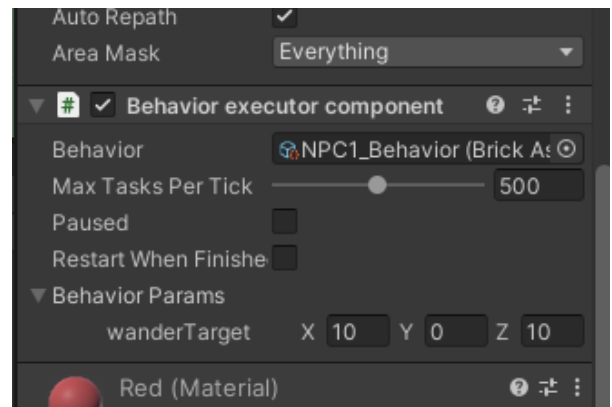 Auto Repath
Area Mask Everything
# Behavior executor component
Behavior NPC1_Behavior (Brick As
Max Tasks Per Tick 500
Paused
Restart When Finishe
Behavior Params
wanderTarget X 10 Y 0 Z 10
Red (Material)